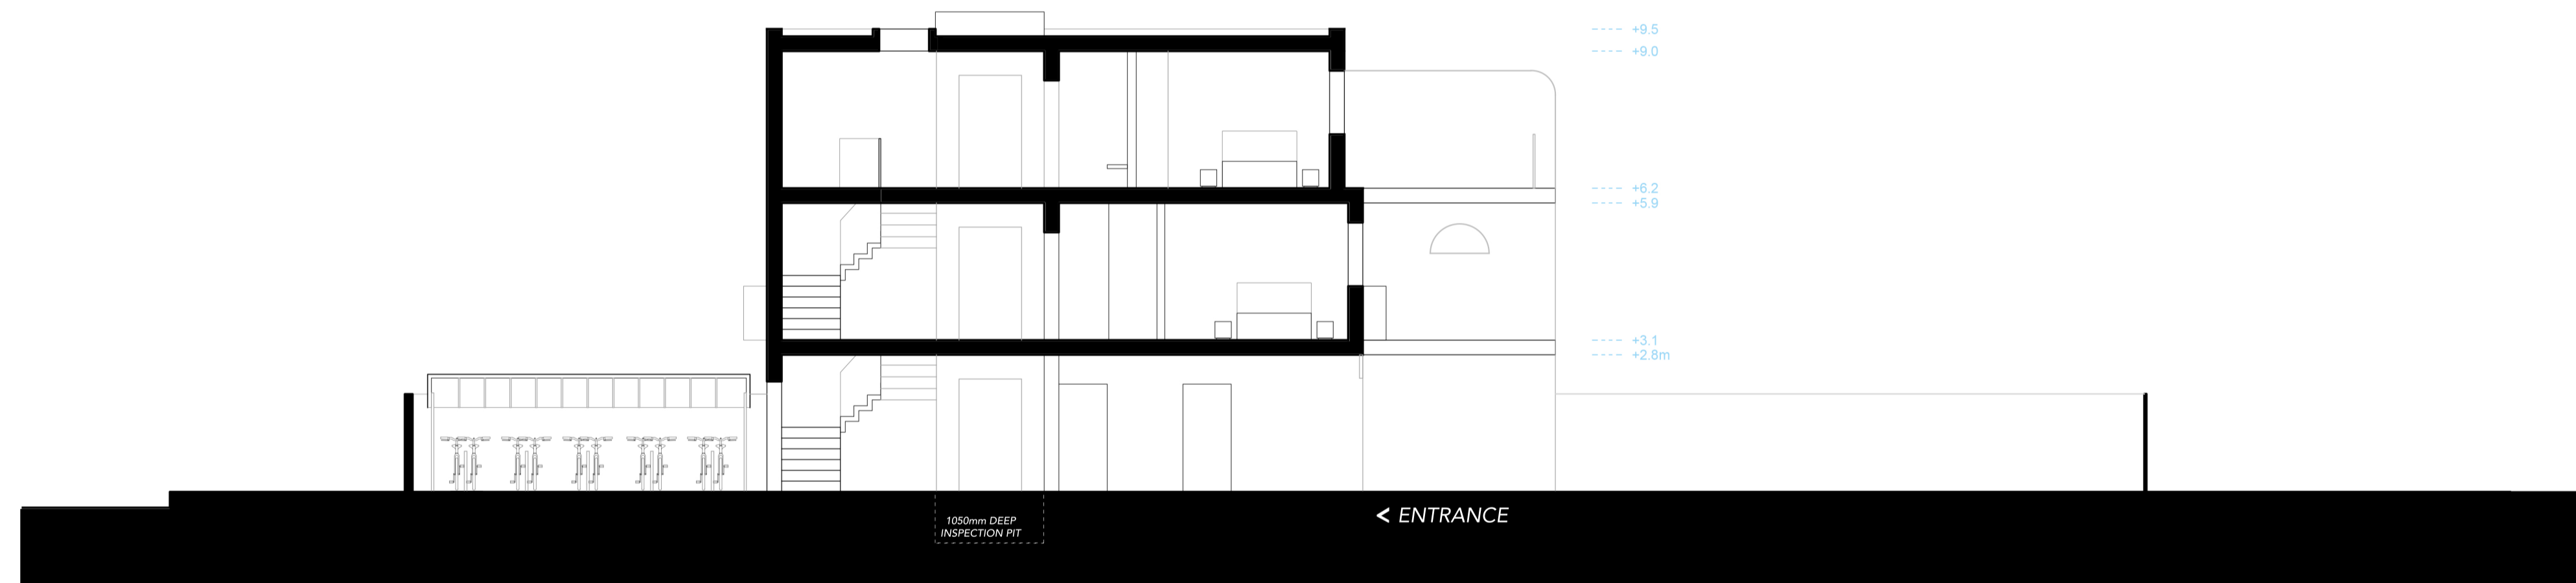 +9.5
+9.0
+6.2
+5.9
+3.1
+2.8m
1050mm DEEP
INSPECTION PIT
< ENTRANCE